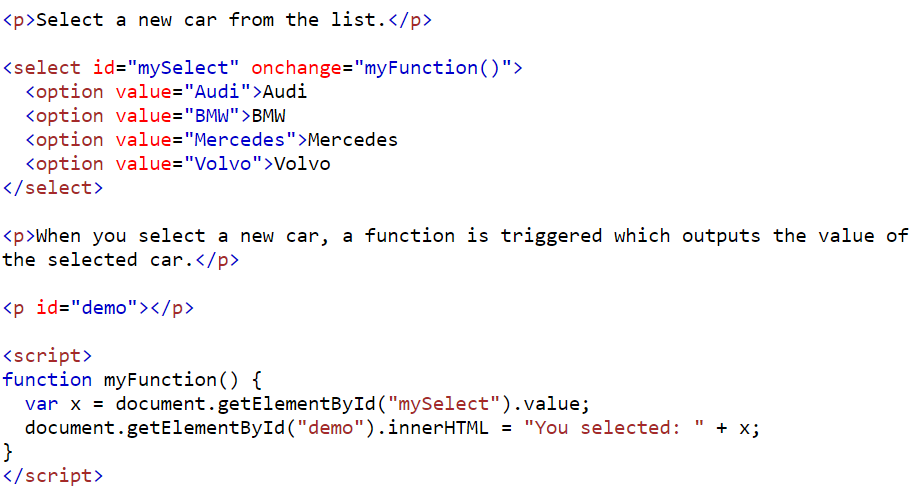 <p>Select a new car from the list.</p>
<select id="mySelect" onchange="myFunction()">
<option value="Audi">Audi
<option value="BMW">BMW
<option value="Mercedes">Mercedes
<option value="Volvo">Volvo
</select>
<p>When you select a new car, a function is triggered which outputs the value of
the selected car.</p>
<p id="demo"></p>
<script>
function myFunction() {
var x = document.getElementById("mySelect").value;
document.getElementById("demo").innerHTML = "You selected: " + x;
}
</script>